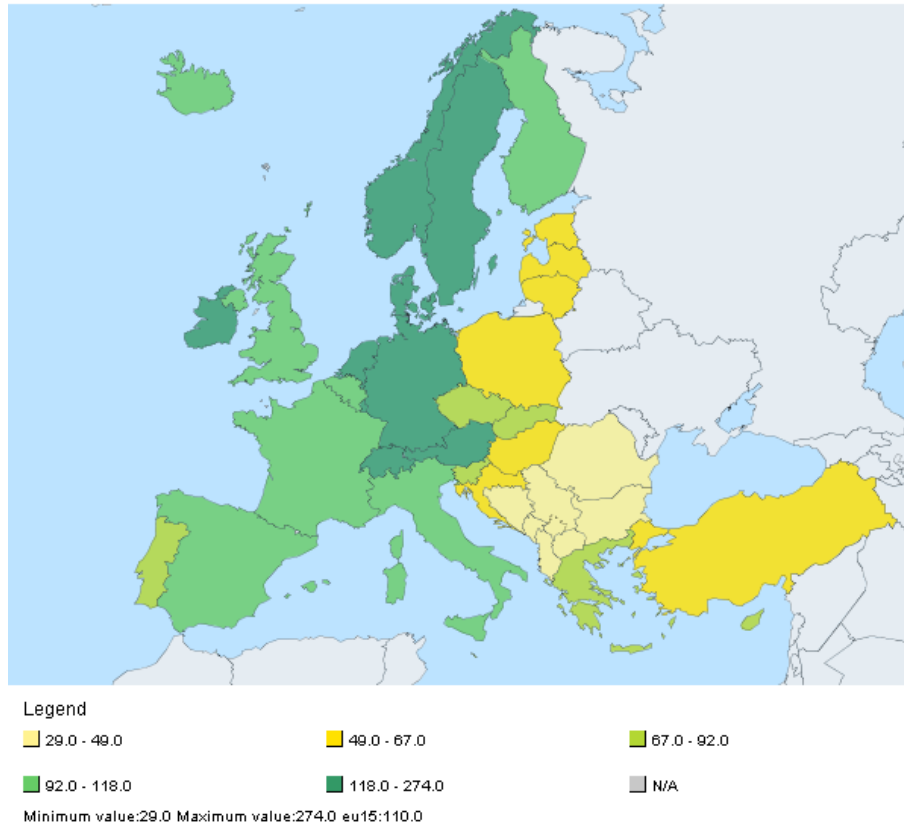 Legend
29.0 - 49.0 49.0 - 67.0 67.0 - 92.0
92.0 - 118.0 118.0 - 274.0 N/A
Minimum value:29.0 Maximum value:274.0 eu15:110.0